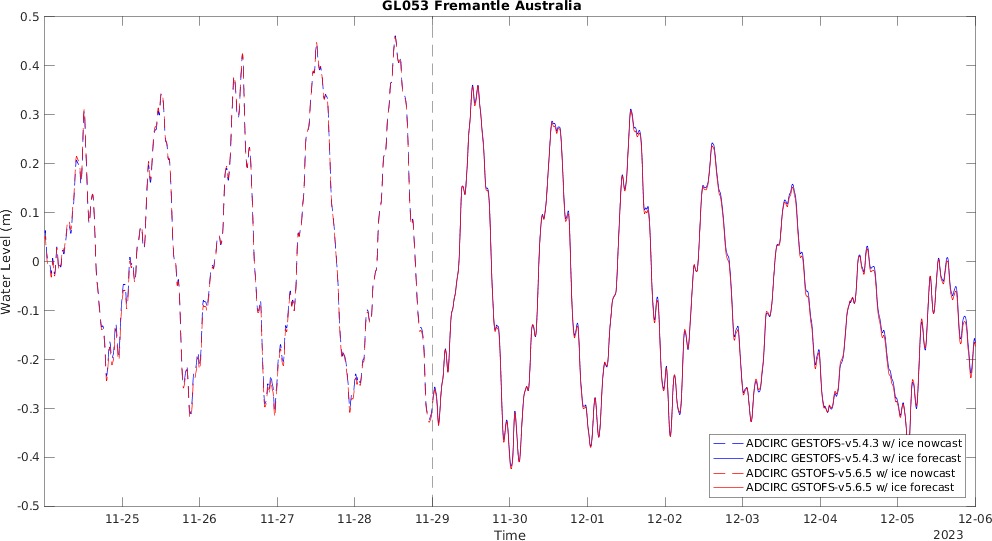 GL053 Fremantle Australia
0.5
0.4
0.3
0.2
0.1
0
-0.1
-0.2
-0.3
-0.4
-0.5
Water Level (m)
ADCIRC GESTOFS-v5.4.3 w/ ice nowcast
ADCIRC GESTOFS-v5.4.3 w/ ice forecast
ADCIRC GSTOFS-v5.6.5 w/ ice nowcast
ADCIRC GSTOFS-v5.6.5 w/ ice forecast
11-25 11-26 11-27 11-28 11-29 11-30 12-01 12-02 12-03 12-04 12-05 12-06
Time
2023